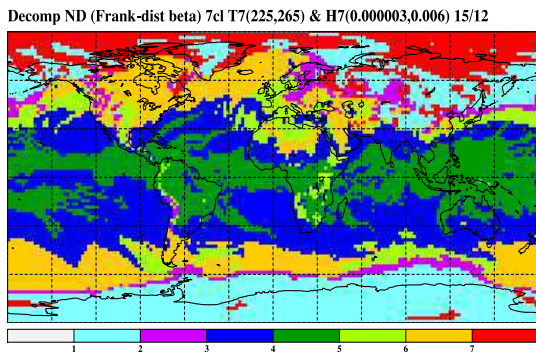 Decomp ND (Frank-dist beta) 7cl T7(225,265) & H7(0.000003,0.006) 15/12
1 2 3 4 5 6 7 8